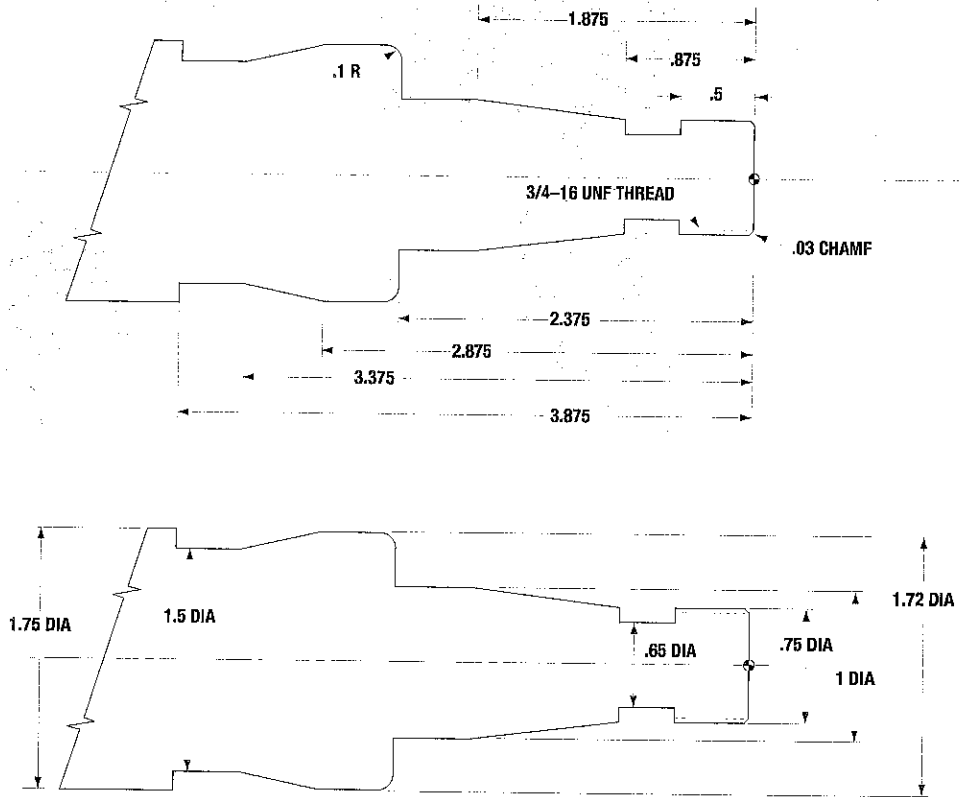 1.875
.875
.1 R
.5
3/4–16 UNF THREAD
.03 CHAMF
2.375
2.875
3.375
3.875
1.75 DIA
1.5 DIA
.65 DIA
.75 DIA
1 DIA
1.72 DIA